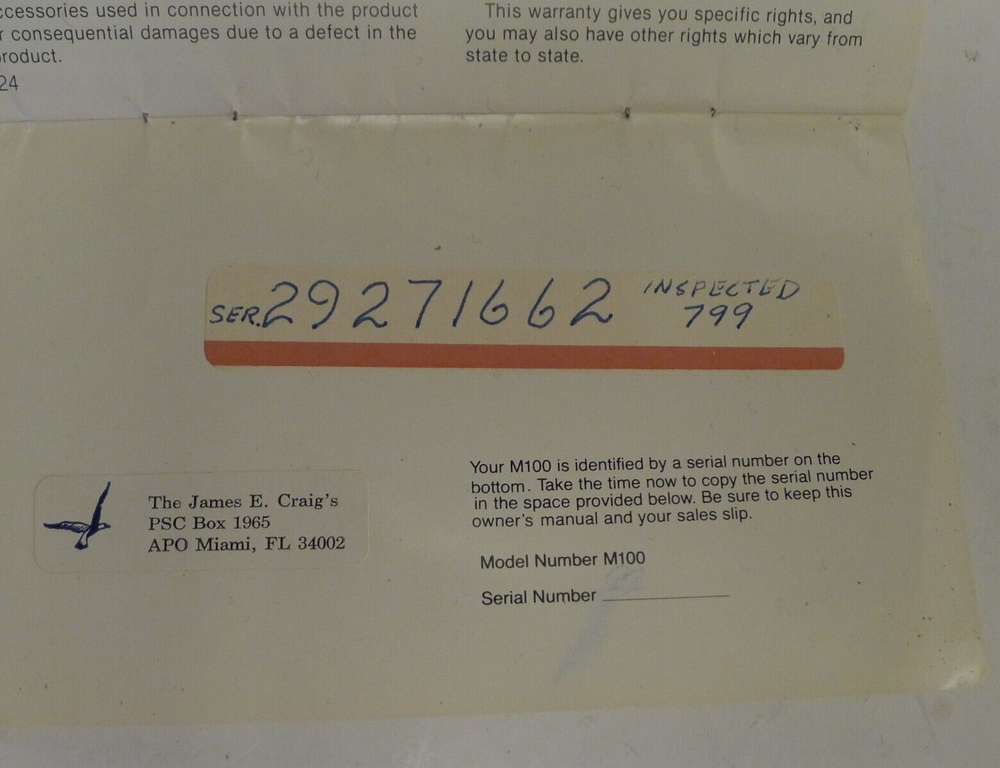 ccessories used in connection with the product
r consequential damages due to a defect in the
roduct.
24
This warranty gives you specific rights, and
you may also have other rights which vary from
state to state.
SER. 29271662 INSPECTED
799
The James E. Craig's
PSC Box 1965
APO Miami, FL 34002
Your M100 is identified by a serial number on the
bottom. Take the time now to copy the serial number
in the space provided below. Be sure to keep this
owner's manual and your sales slip.
Model Number M100
Serial Number